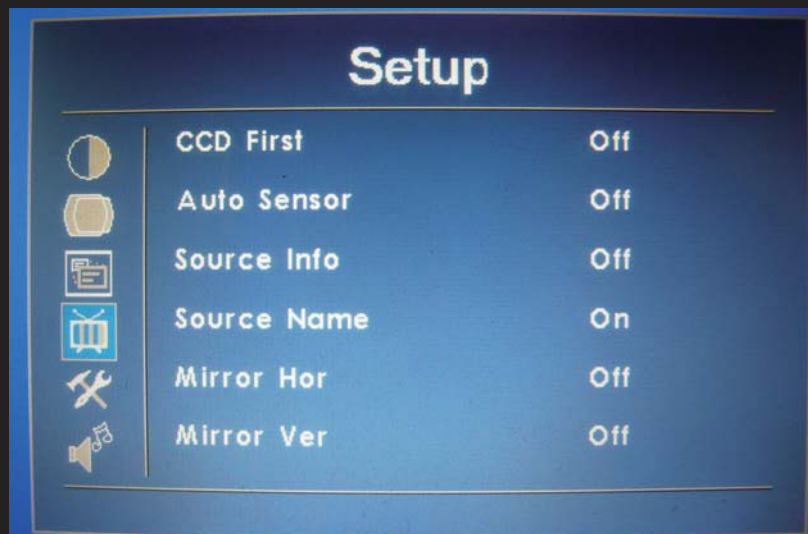 Setup
CCD First Off
Auto Sensor Off
Source Info Off
Source Name On
Mirror Hor Off
Mirror Ver Off